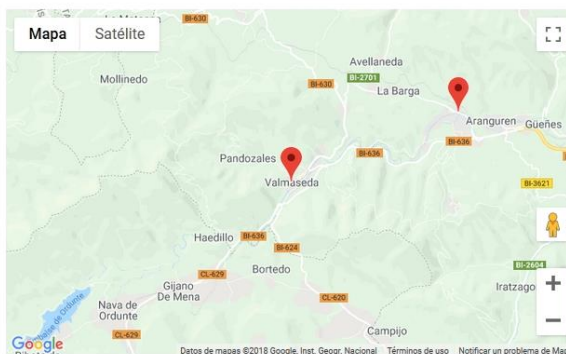 BI-630
Mapa
Satélite
Avellaneda
Mollinedo
BI-2701
BI-630
La Barga
Aranguren
Güeñes
BI-636
BI-636
Pandozales
Valmaseda
BI-3621
Haedillo
BI-636
BI-624
BI-2604
CL-629
Bortedo
Gijano
De Mena
Iratzago
Nava de
Ordunte
CL-620
CL-629
Campijo
Google
Datos de mapas ©2018 Google, Inst. Geogr. Nacional
Términos de uso
Notificar un problema de Map